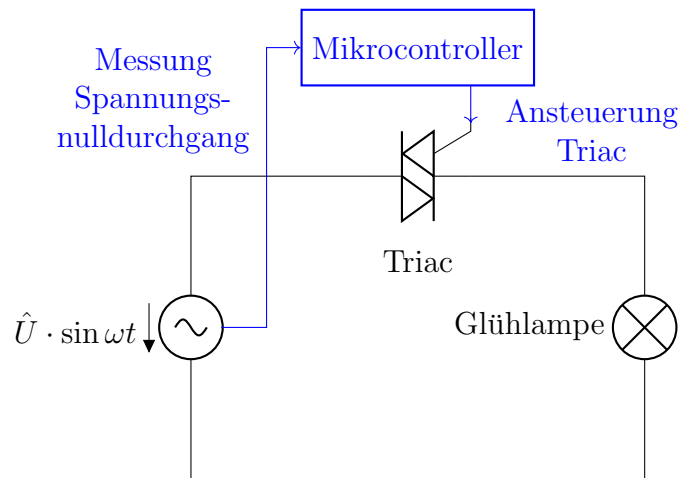 Mikrocontroller
Messung
Spannungs-
nulldurchgang
Ansteuerung
Triac
Triac
Û · sin ωt
Glühlampe